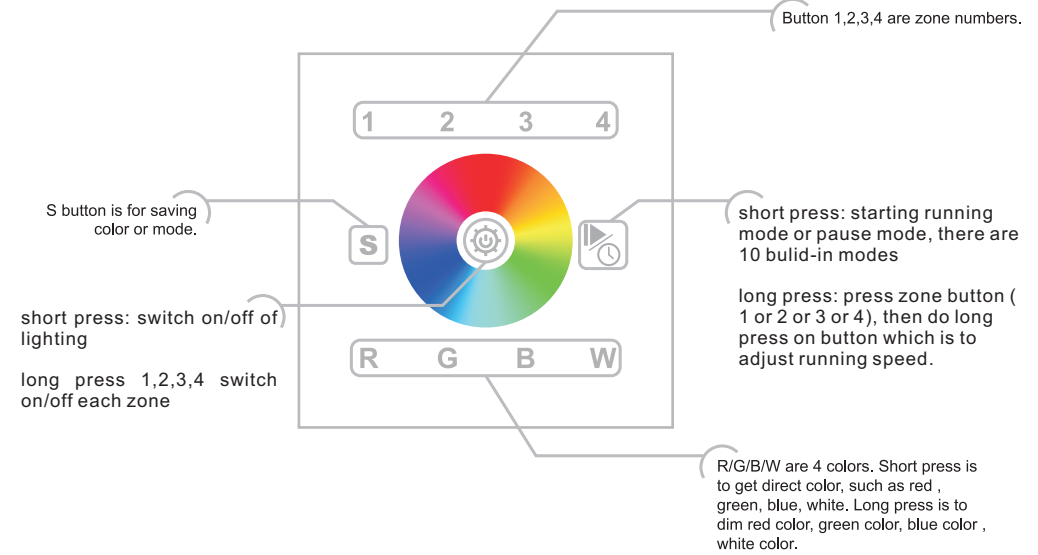 Button 1,2,3,4 are zone numbers.
1 2 3 4
S button is for saving
color or mode.
S
short press: starting running
mode or pause mode, there are
10 bulid-in modes
long press: press zone button (
1 or 2 or 3 or 4), then do long
press on button which is to
adjust running speed.
short press: switch on/off of
lighting
long press 1,2,3,4 switch
on/off each zone
R G B W
R/G/B/W are 4 colors. Short press is
to get direct color, such as red ,
green, blue, white. Long press is to
dim red color, green color, blue color ,
white color.